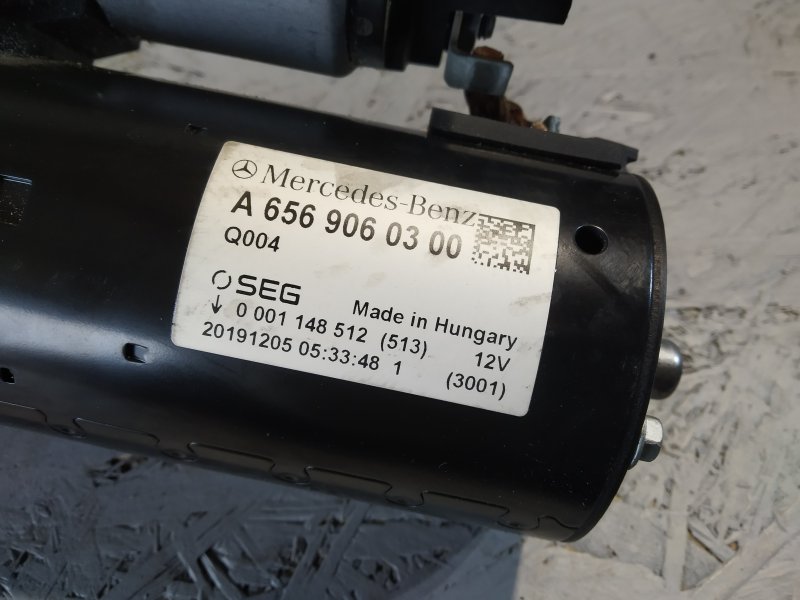 Mercedes-Benz
A 656 906 03 00
Q004
SEG
Made in Hungary
0 001 148 512 (513) 12V
20191205 05:33:48 1 (3001)